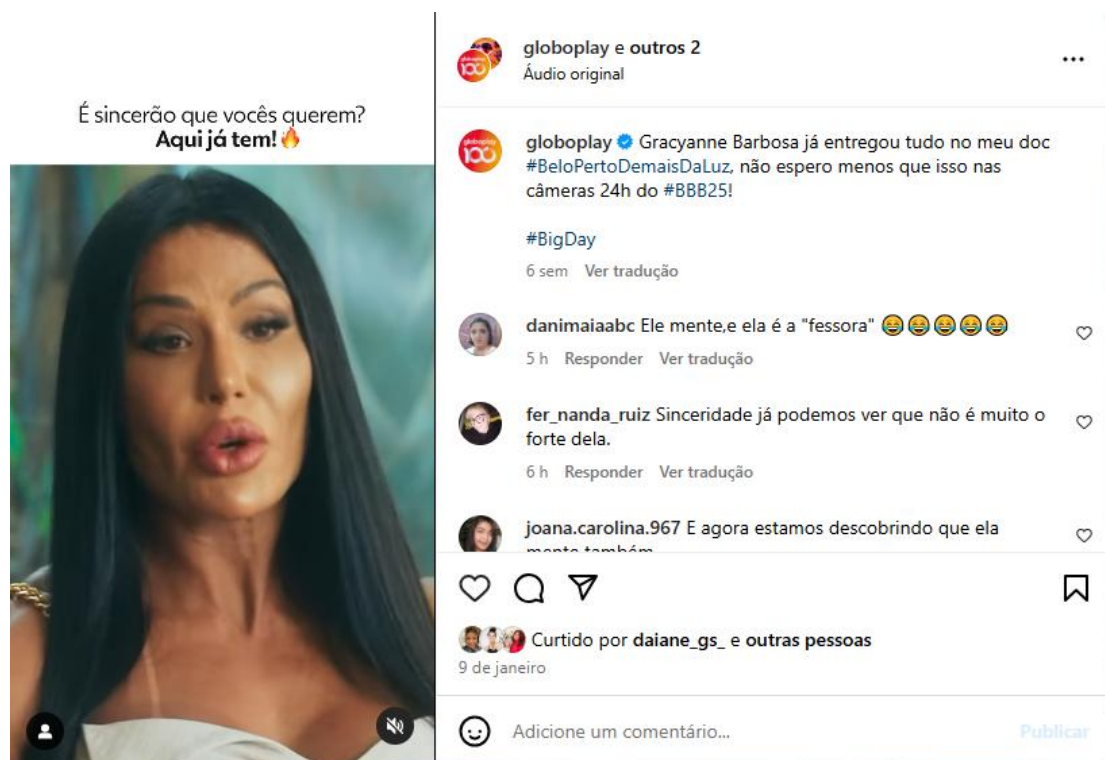 É sincerão que vocês querem?
Aqui já tem!🔥
globoplay e outros 2
Áudio original
globoplay Gracyanne Barbosa já entregou tudo no meu doc
#BeloPertoDemaisDaLuz, não espero menos que isso nas
câmeras 24h do #BBB25!
#BigDay
6 sem Ver tradução
danimaiaabc Ele mente,e ela é a "fessora" 😂😂😂😂😂
5 h Responder Ver tradução
fer_nanda_ruiz Sinceridade já podemos ver que não é muito o
forte dela.
6 h Responder Ver tradução
joana.carolina.967 E agora estamos descobrindo que ela
mente também
Curtido por daiane_gs_ e outras pessoas
9 de janeiro
Adicione um comentário...
Publicar